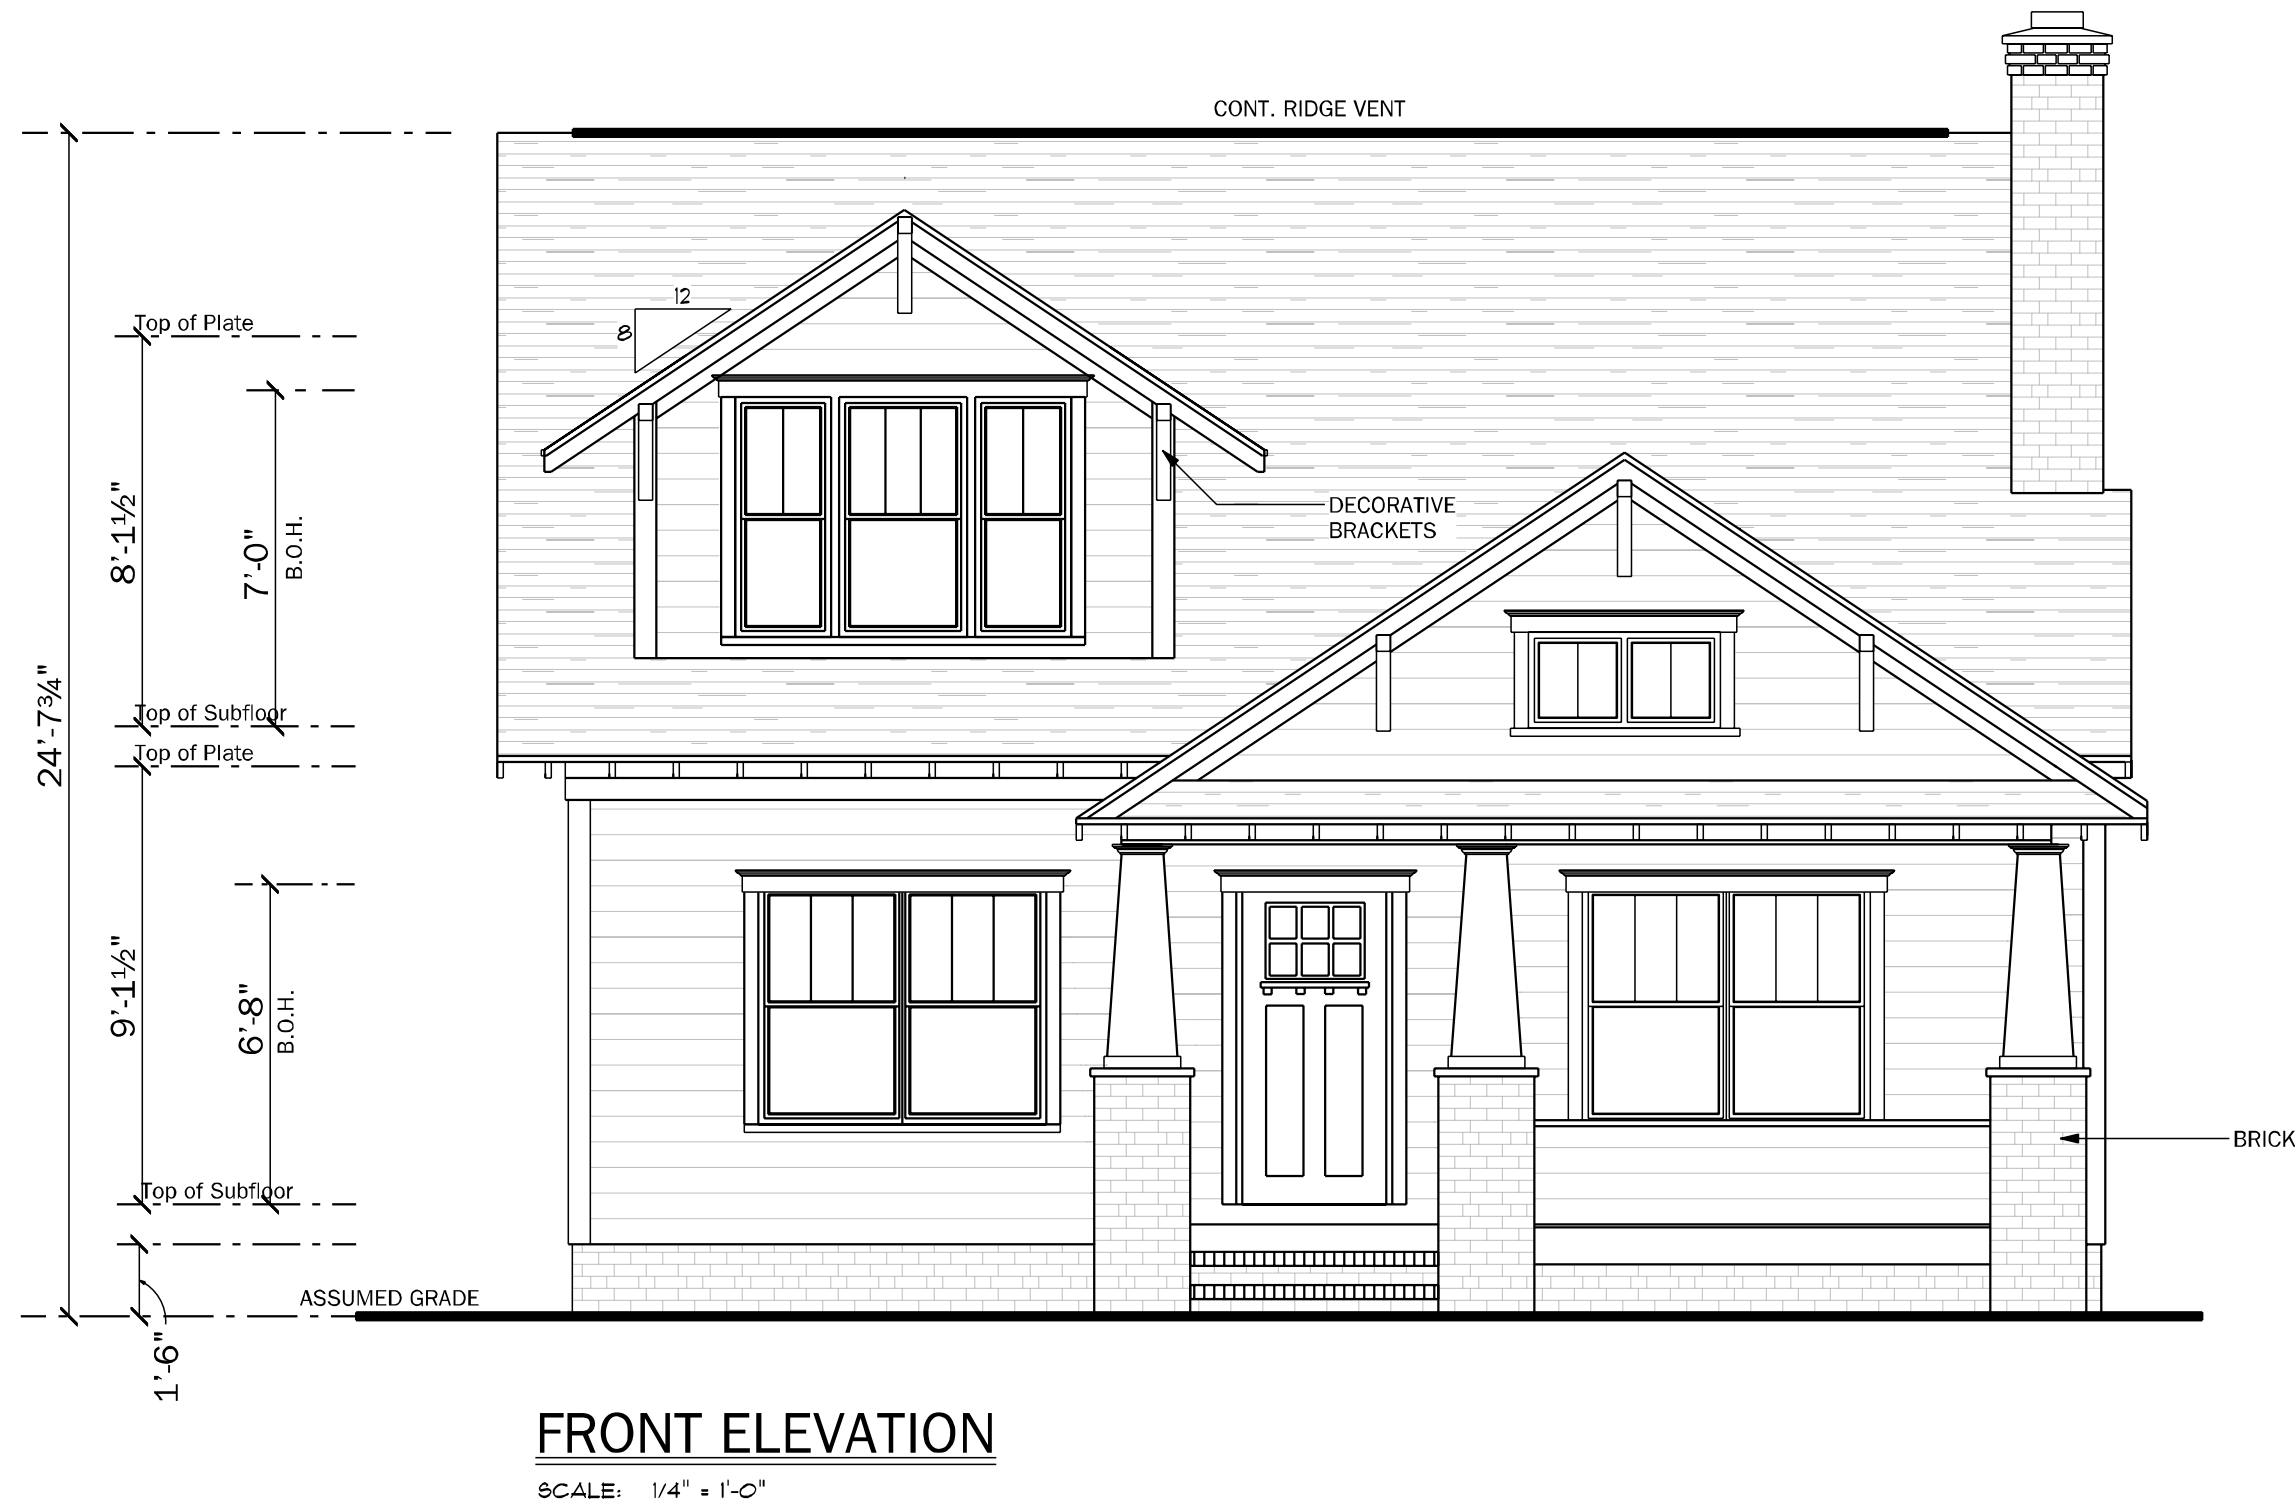 CONT. RIDGE VENT
12
8
Top of Plate
8'-1½"
7'-0"
B.O.H.
DECORATIVE
BRACKETS
24'-7¾"
Top of Subfloor
Top of Plate
9'-1½"
6'-8"
B.O.H.
BRICK
Top of Subfloor
ASSUMED GRADE
1'-6"
FRONT ELEVATION
SCALE: 1/4" = 1'-0"